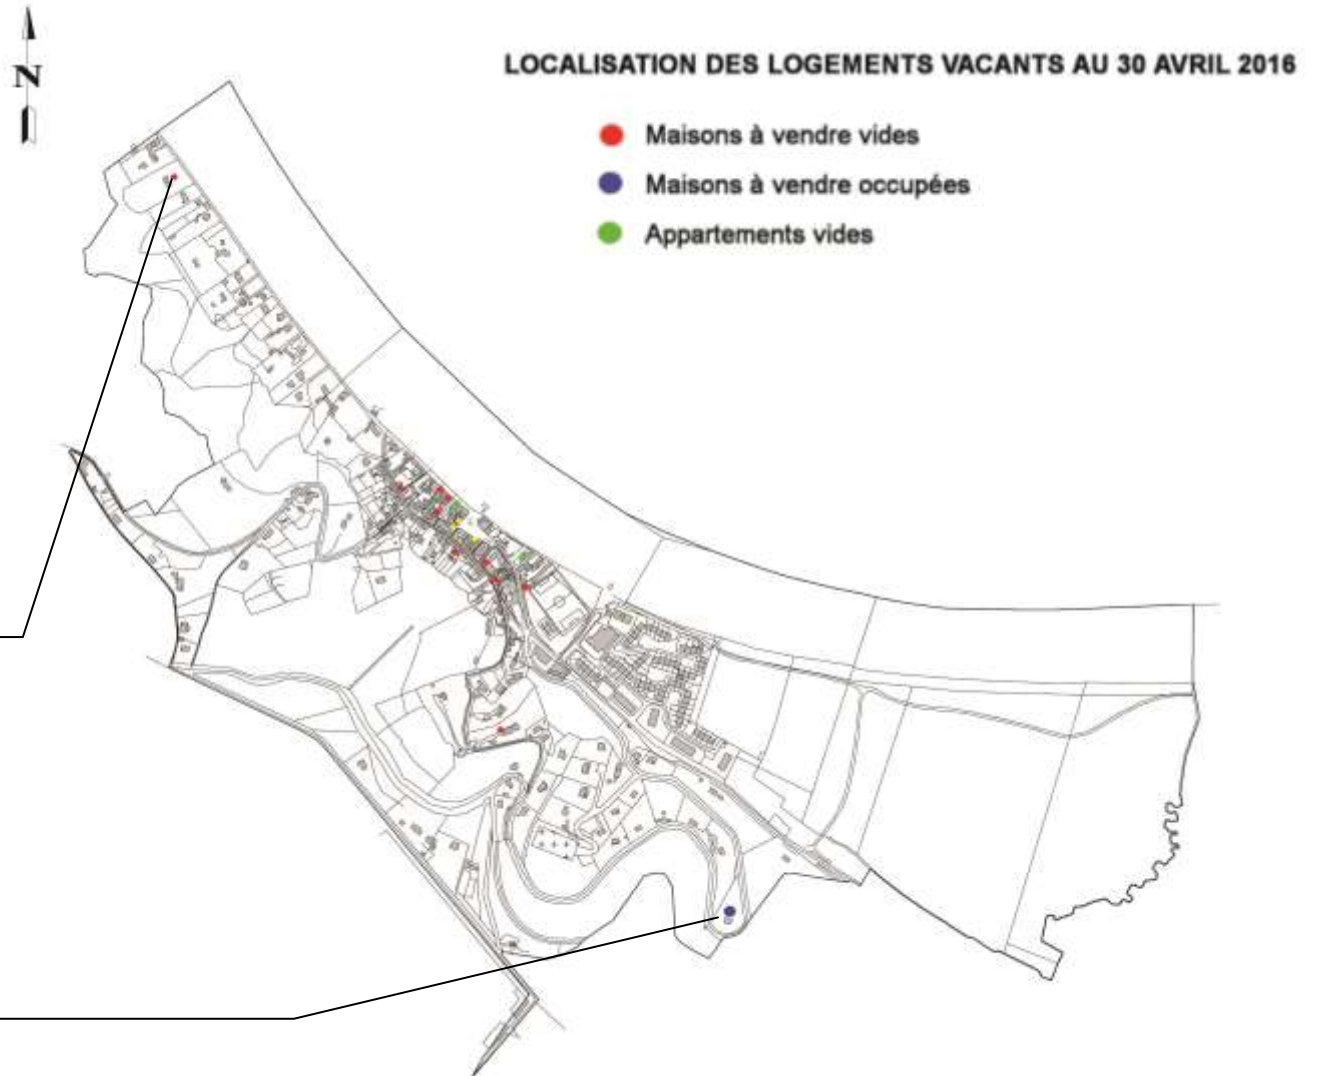 N
LOCALISATION DES LOGEMENTS VACANTS AU 30 AVRIL 2016
Maisons à vendre vides
Maisons à vendre occupées
Appartements vides